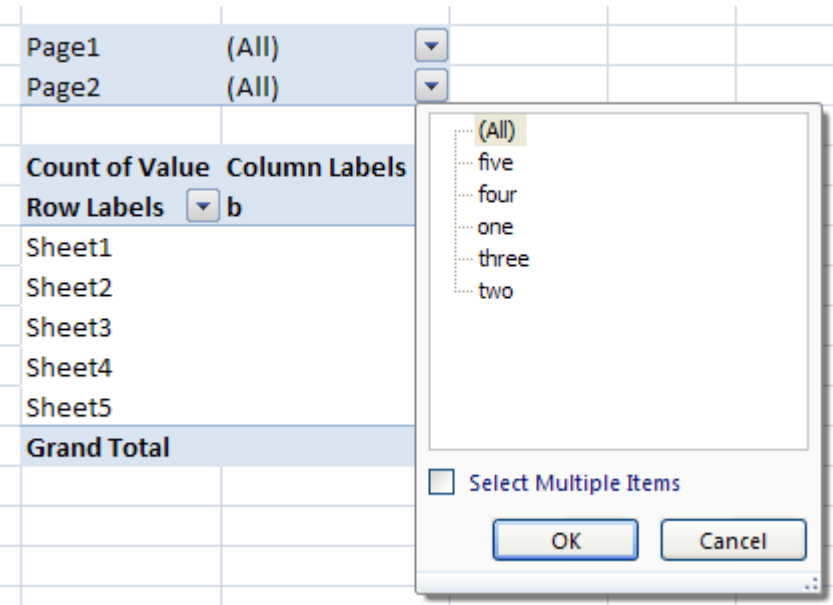 Page1 (All)
Page2 (All)
Count of Value Column Labels
Row Labels b
Sheet1
Sheet2
Sheet3
Sheet4
Sheet5
Grand Total
(All)
five
four
one
three
two
Select Multiple Items
OK Cancel